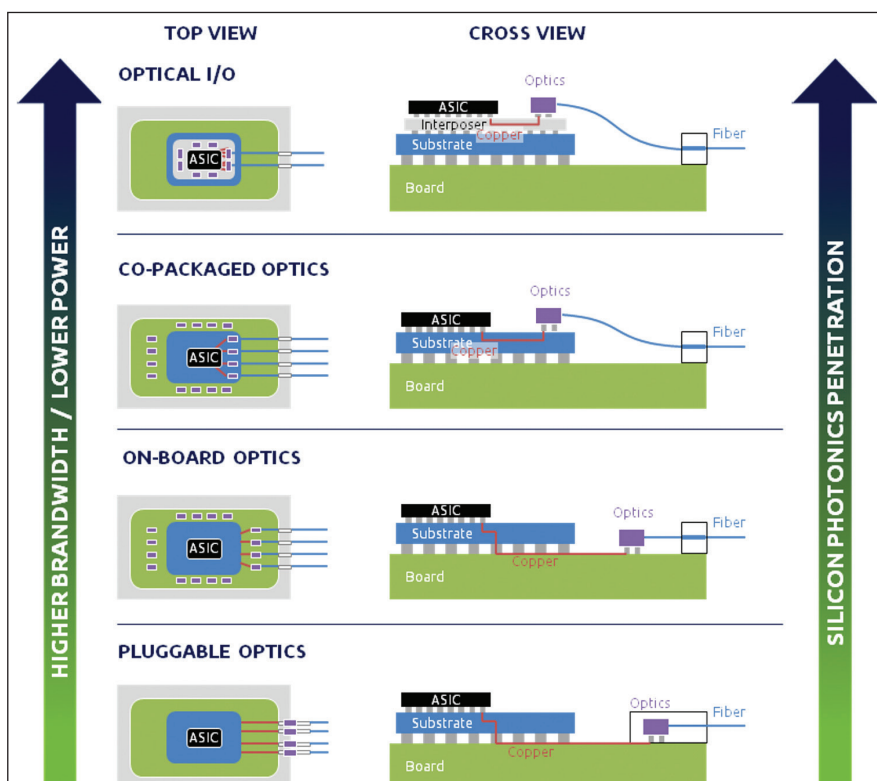 TOP VIEW
CROSS VIEW
OPTICAL I/O
Optics
ASIC
ASIC
Interposer
Copper
Substrate
Fiber
Board
CO-PACKAGED OPTICS
Optics
ASIC
ASIC
Substrate
Copper
Fiber
Board
ON-BOARD OPTICS
Optics
ASIC
ASIC
Substrate
Fiber
Copper
Board
PLUGGABLE OPTICS
Optics
ASIC
ASIC
Substrate
Fiber
Copper
Board
HIGHER BRANDWIDTH / LOWER POWER
SILICON PHOTONICS PENETRATION